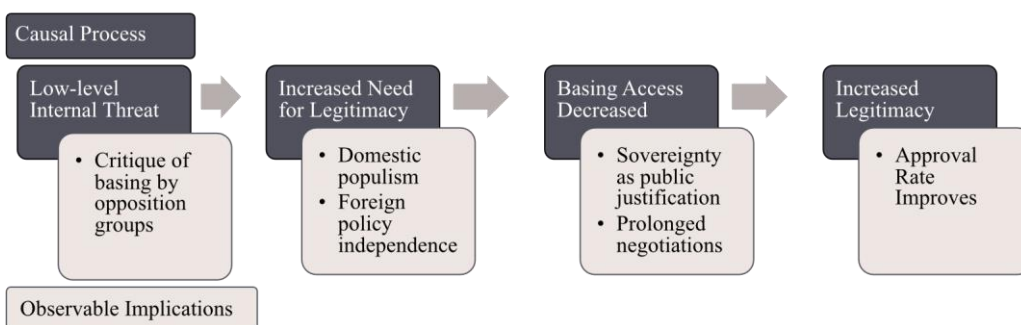 Causal Process
Low-level
Internal Threat
• Critique of
basing by
opposition
groups
Increased Need
for Legitimacy
• Domestic
populism
• Foreign
policy
independence
Basing Access
Decreased
• Sovereignty
as public
justification
• Prolonged
negotiations
Increased
Legitimacy
• Approval
Rate
Improves
Observable Implications